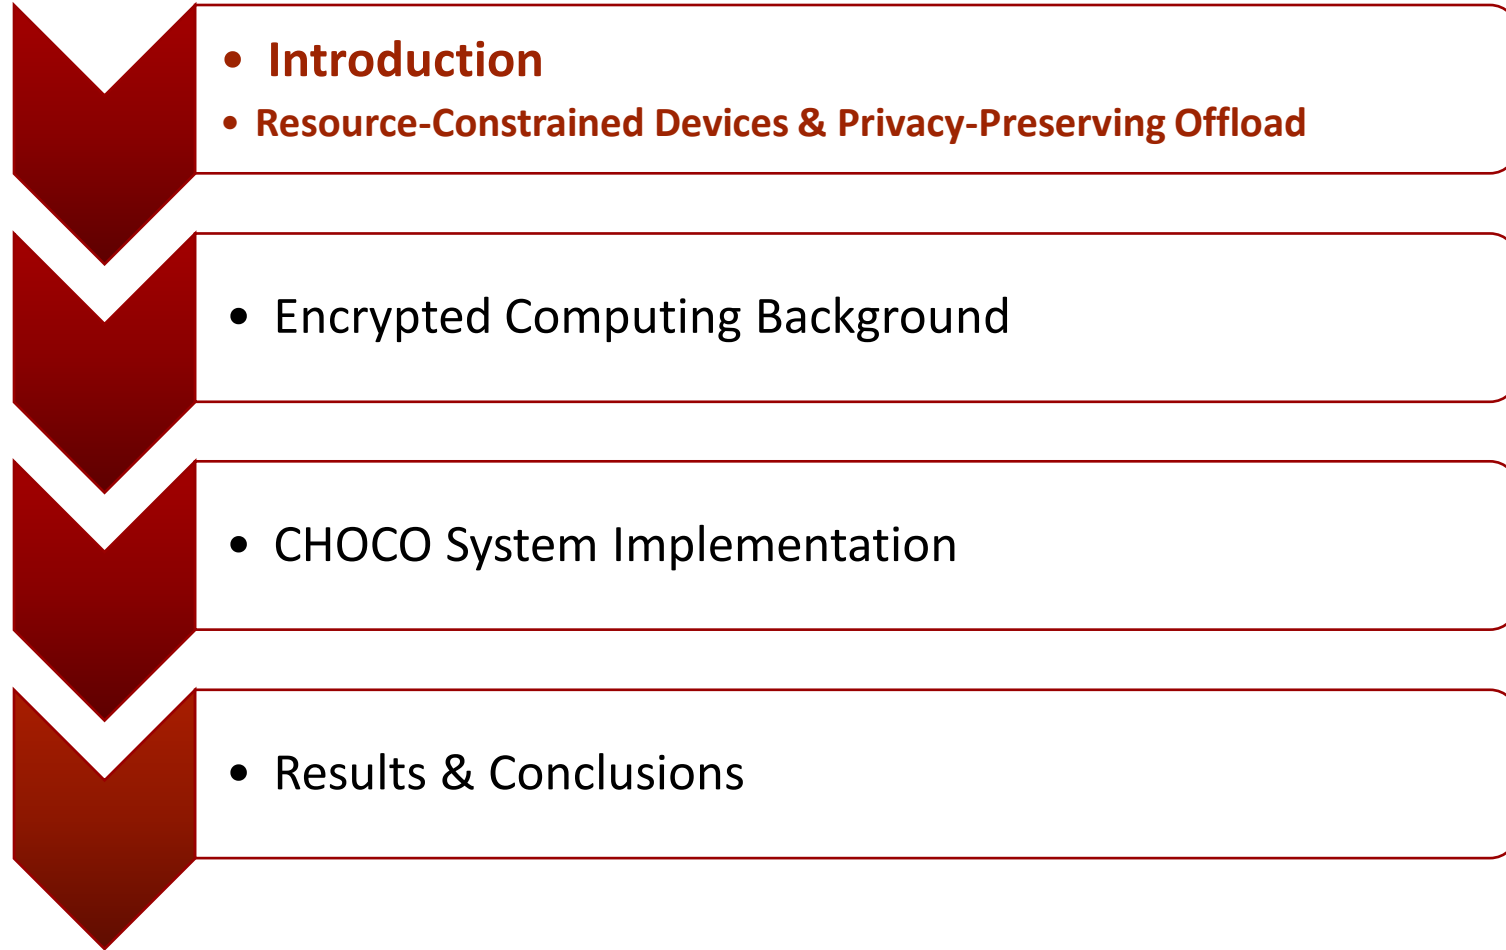 • Introduction
• Resource-Constrained Devices & Privacy-Preserving Offload
• Encrypted Computing Background
• CHOCO System Implementation
• Results & Conclusions